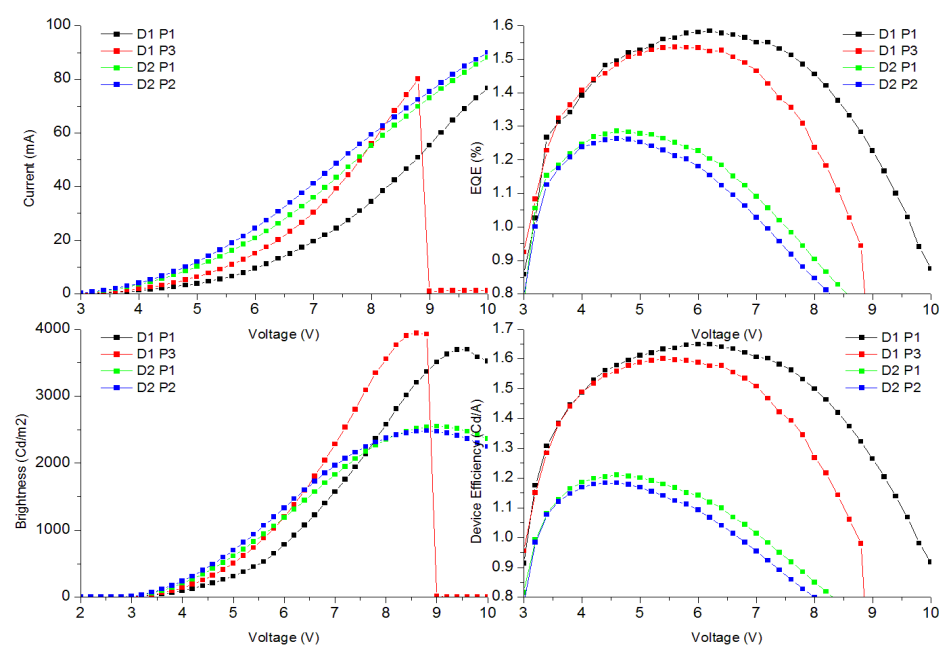 D1 P1
D1 P3
D2 P1
D2 P2
100
80
60
40
20
0
Current (mA)
3 4 5 6 7 8 9 10
Voltage (V)
D1 P1
D1 P3
D2 P1
D2 P2
1.6
1.5
1.4
1.3
1.2
1.1
1.0
0.9
0.8
EQE (%)
3 4 5 6 7 8 9 10
Voltage (V)
D1 P1
D1 P3
D2 P1
D2 P2
4000
3000
2000
1000
0
Brightness (Cd/m2)
2 3 4 5 6 7 8 9 10
Voltage (V)
D1 P1
D1 P3
D2 P1
D2 P2
1.7
1.6
1.5
1.4
1.3
1.2
1.1
1.0
0.9
0.8
Device Efficiency (Cd/A)
3 4 5 6 7 8 9 10
Voltage (V)